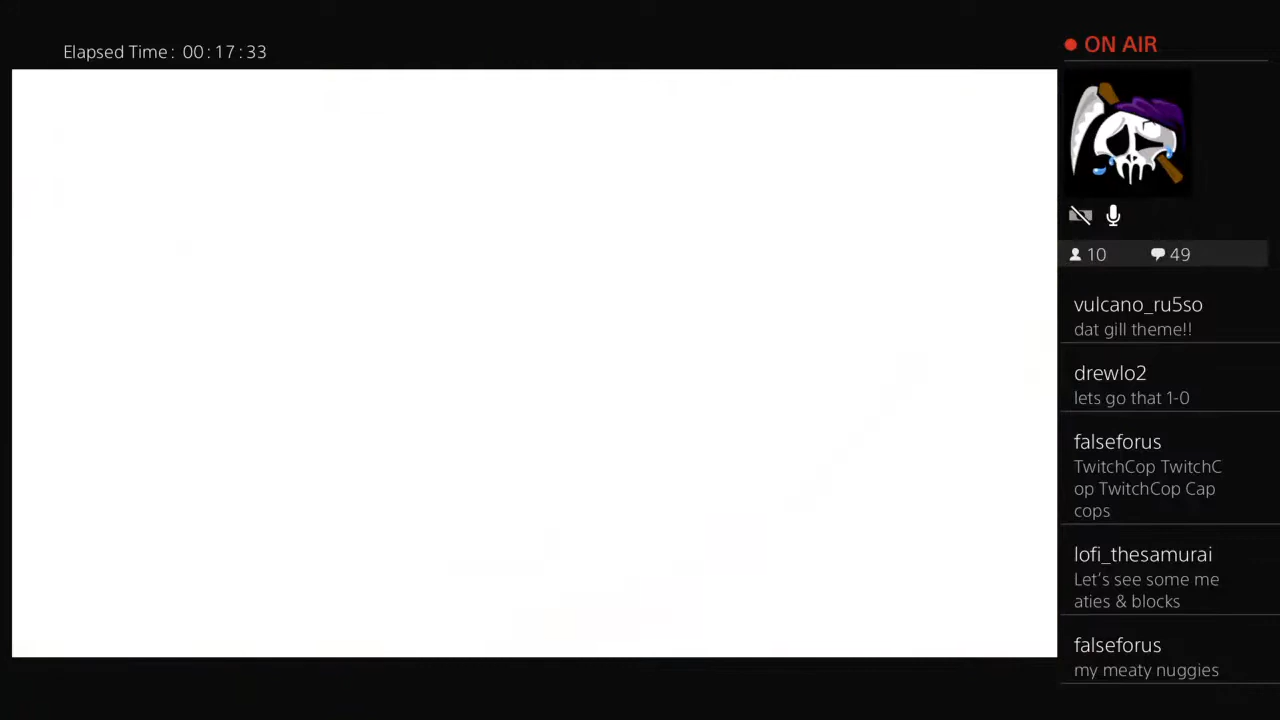 Elapsed Time: 00:17:33
ON AIR
10 49
vulcano_ru5so
dat gill theme!!
drewlo2
lets go that 1-0
falseforus
TwitchCop TwitchC
op TwitchCop Cap
cops
lofi_thesamurai
Let's see some me
aties & blocks
falseforus
my meaty nuggies